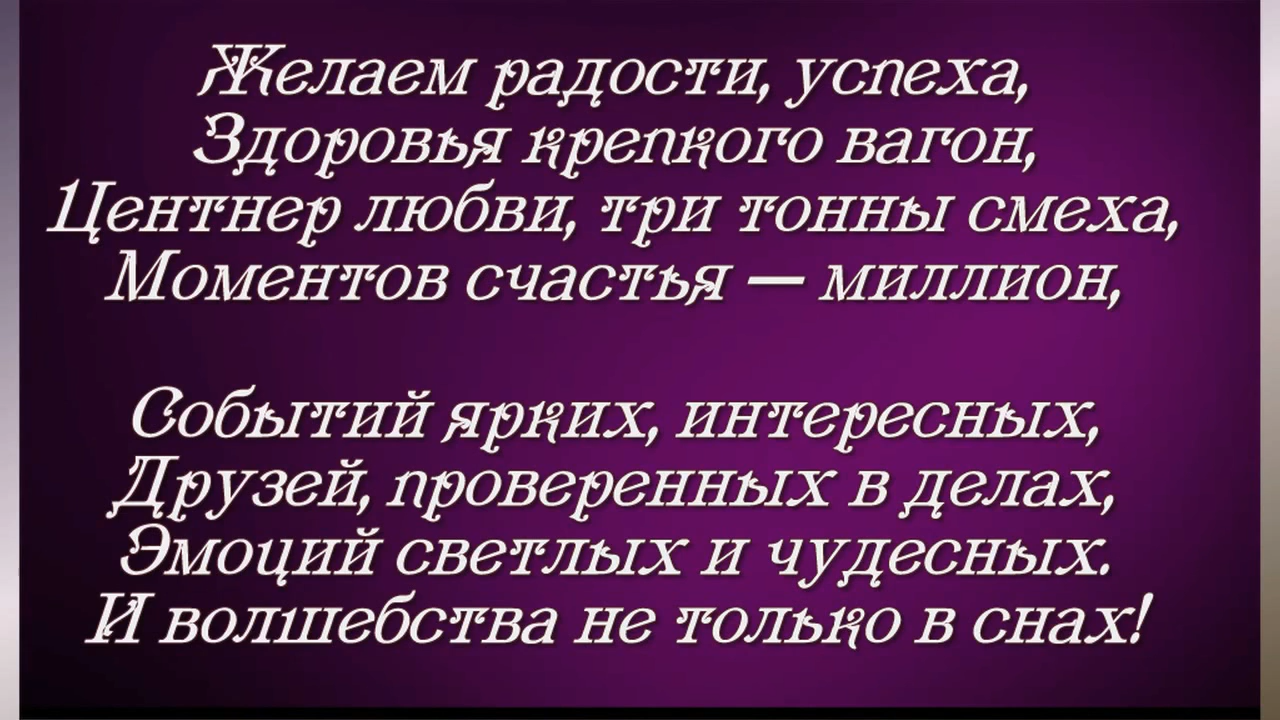 Желаем радости, успеха,
Здоровья крепкого вагон,
Центнер любви, три тонны смеха,
Моментов счастья — миллион,
Событий ярких, интересных,
Друзей, проверенных в делах,
Эмоций светлых и чудесных.
И волшебства не только в снах!